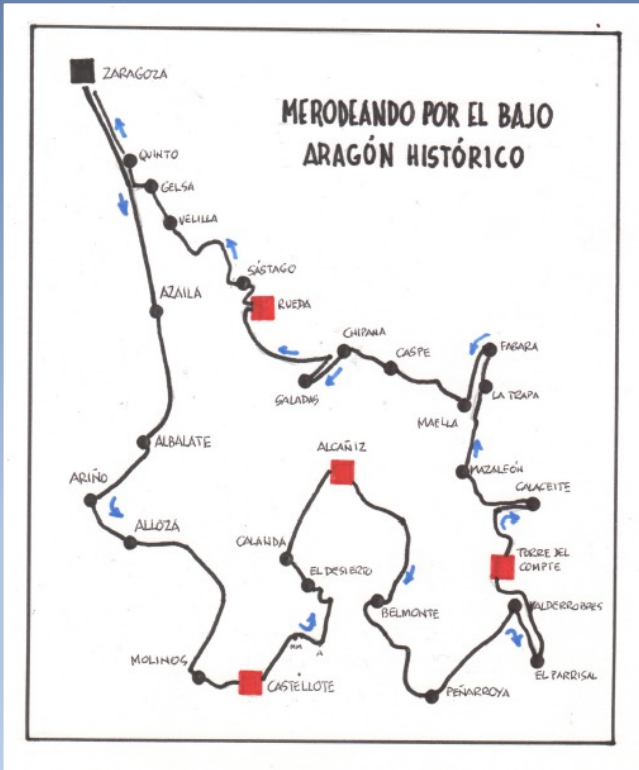 ZARAGOZA
MERODEANDO POR EL BAJO
ARAGÓN HISTÓRICO
QUINTO
GELSA
VELILLA
SÁSTAGO
AZAILA
RUEDA
CHIPANA
FABARA
CASPE
LA TRAPA
SALADAS
MAELLA
ALBALATE
ALCAÑIZ
MAZALEÓN
ARIÑO
CALACEITE
ALLOZA
CALANDA
TORRE DEL
COMPTE
EL DESIERTO
BELMONTE
VALDERROBRES
MM
A
MOLINOS
CASTELLOTE
EL PARRISAL
PEÑARROYA